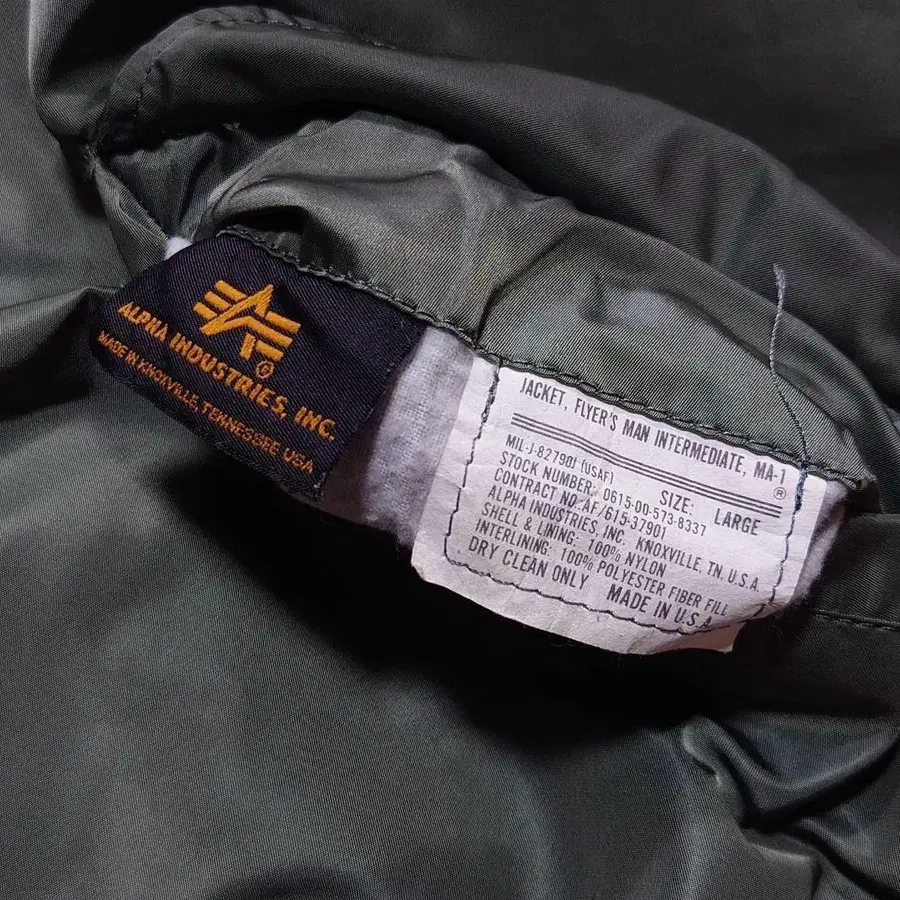 ALPHA INDUSTRIES, INC.
®
MADE IN KNOXVILLE, TENNESSEE USA
JACKET, FLYER'S MAN INTERMEDIATE, MA-1
®
MIL-J-8279DJ (USAF) SIZE: LARGE
STOCK NUMBER, 0615-00-573-8337
CONTRACT NO. AF/615-37901
ALPHA INDUSTRIES, INC. KNOXVILLE, TN. U.S.A.
SHELL & LINING: 100% NYLON
INTERLINING: 100% POLYESTER FIBER FILL
DRY CLEAN ONLY MADE IN U.S.A.